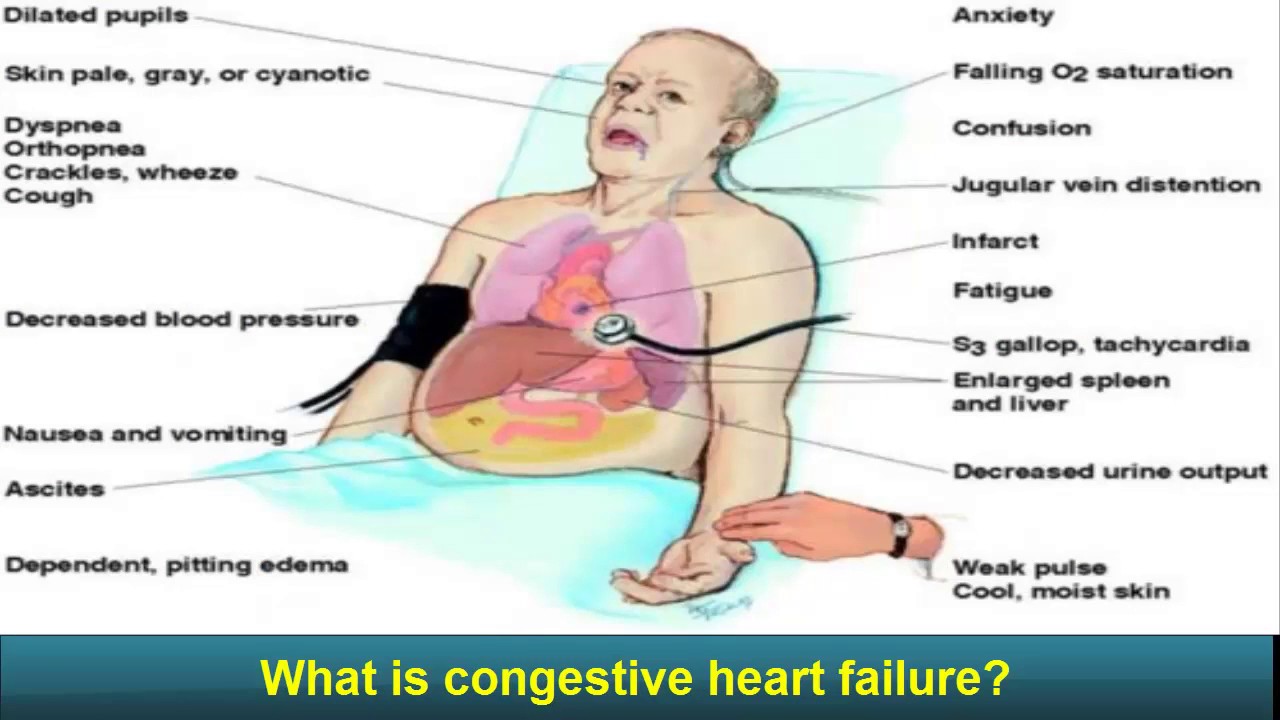 Dilated pupils
Skin pale, gray, or cyanotic
Dyspnea
Orthopnea
Crackles, wheeze
Cough
Decreased blood pressure
Nausea and vomiting
Ascites
Dependent, pitting edema
Anxiety
Falling O2 saturation
Confusion
Jugular vein distention
Infarct
Fatigue
S3 gallop, tachycardia
Enlarged spleen
and liver
Decreased urine output
Weak pulse
Cool, moist skin
What is congestive heart failure?